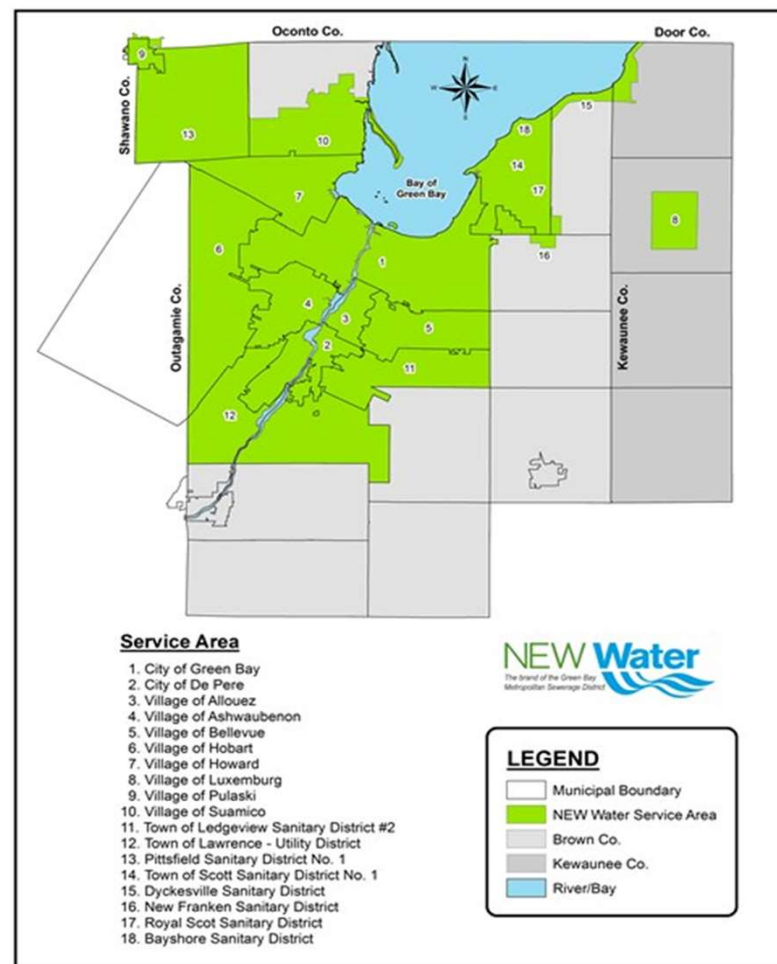 Oconto Co.
Door Co.
Shawano Co.
9
N
W E
S
15
18
13
10
14
Bay of
Green Bay
17
7
8
6
16
1
Outagamie Co.
Kewaunee Co.
4
3
5
2
11
12
Service Area
1. City of Green Bay
2. City of De Pere
3. Village of Allouez
4. Village of Ashwaubenon
5. Village of Bellevue
6. Village of Hobart
7. Village of Howard
8. Village of Luxemburg
9. Village of Pulaski
10. Village of Suamico
11. Town of Ledgeview Sanitary District #2
12. Town of Lawrence - Utility District
13. Pittsfield Sanitary District No. 1
14. Town of Scott Sanitary District No. 1
15. Dyckesville Sanitary District
16. New Franken Sanitary District
17. Royal Scot Sanitary District
18. Bayshore Sanitary District
NEW Water
The brand of the Green Bay
Metropolitan Sewerage District
LEGEND
Municipal Boundary
NEW Water Service Area
Brown Co.
Kewaunee Co.
River/Bay